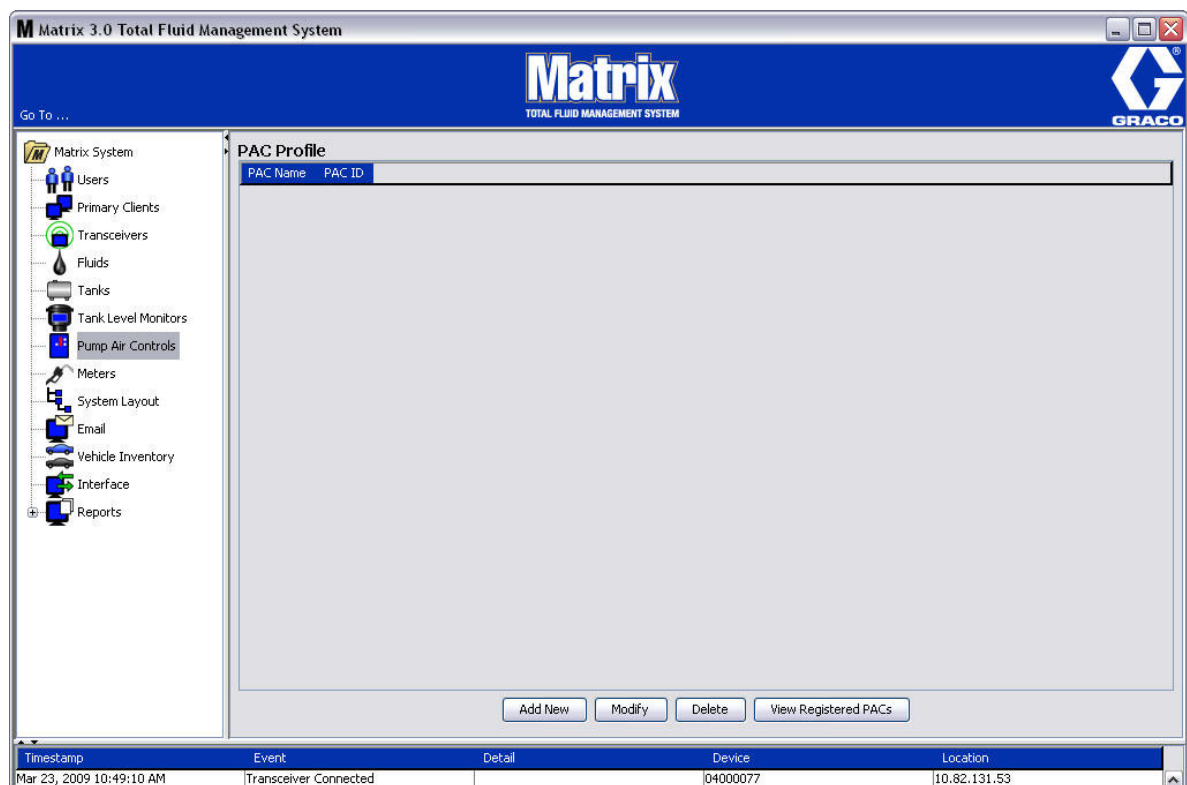 Matrix 3.0 Total Fluid Management System
Matrix
TOTAL FLUID MANAGEMENT SYSTEM
Go To ...
GRACO
®
Matrix System
Users
Primary Clients
Transceivers
Fluids
Tanks
Tank Level Monitors
Pump Air Controls
Meters
System Layout
Email
Vehicle Inventory
Interface
Reports
PAC Profile
PAC Name PAC ID
Add New Modify Delete View Registered PACs
Timestamp Event Detail Device Location
Mar 23, 2009 10:49:10 AM Transceiver Connected 04000077 10.82.131.53